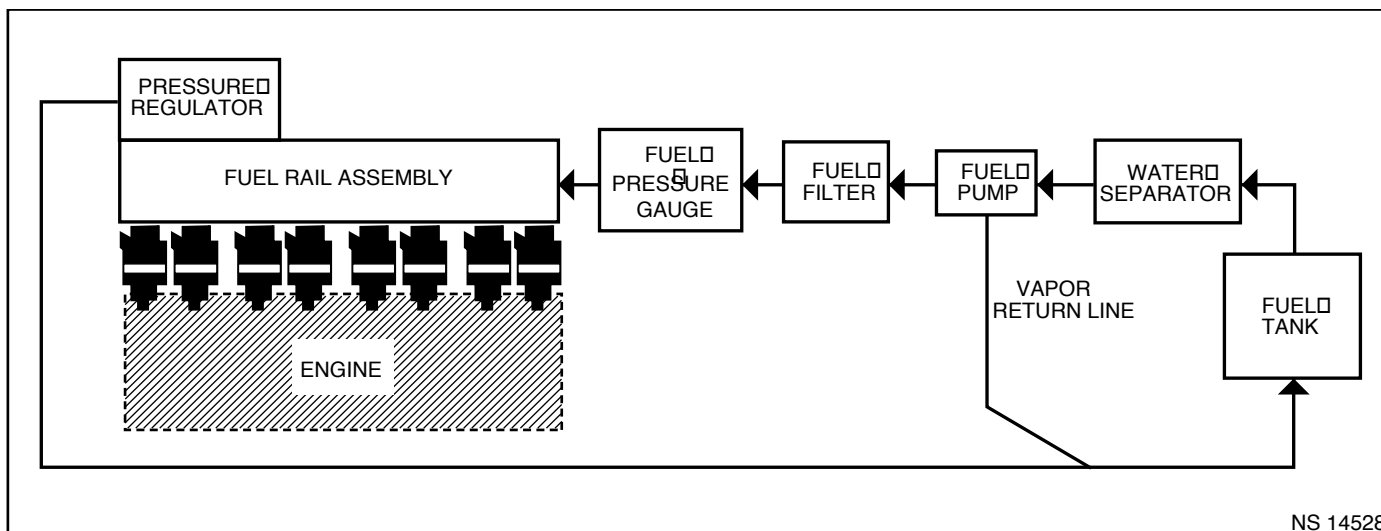 PRESSURE
REGULATOR
FUEL RAIL ASSEMBLY
FUEL
PRESSURE
GAUGE
FUEL
FILTER
FUEL
PUMP
WATER
SEPARATOR
VAPOR
RETURN LINE
FUEL
TANK
ENGINE
NS 14528